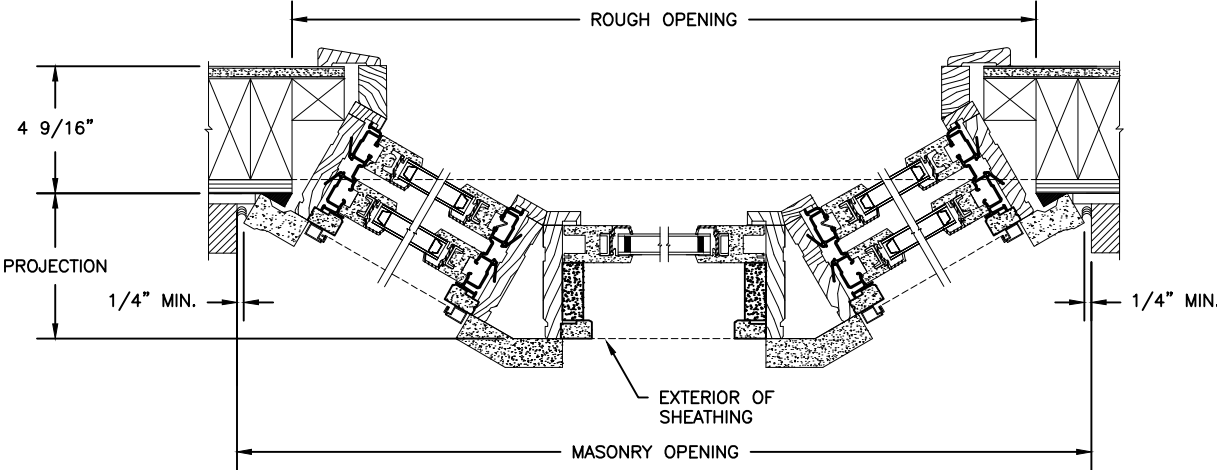 ROUGH OPENING
4 9/16”
PROJECTION
1/4” MIN.
1/4” MIN.
EXTERIOR OF
SHEATHING
MASONRY OPENING